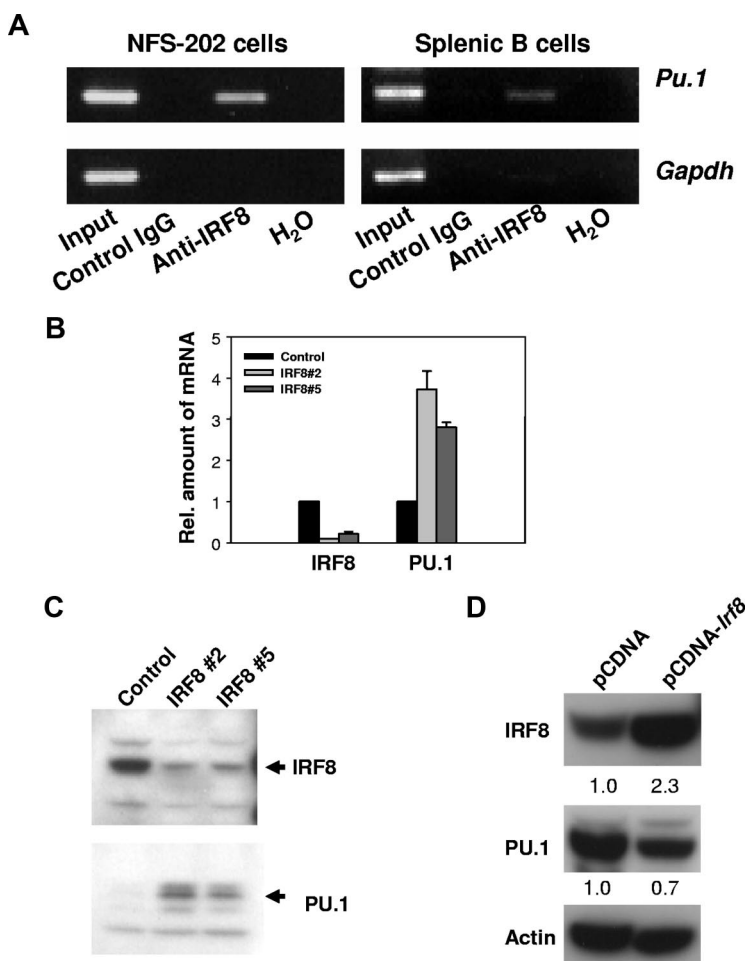 A
NFS-202 cells
Splenic B cells
Pu.1
Gapdh
Input
Control IgG
Anti-IRF8
H2O
Input
Control IgG
Anti-IRF8
H2O
B
Rel. amount of mRNA
5
4
3
2
1
0
Control
IRF8#2
IRF8#5
IRF8
PU.1
C
Control
IRF8 #2
IRF8 #5
IRF8
PU.1
D
pCDNA
pCDNA-Irf8
IRF8
1.0 2.3
PU.1
1.0 0.7
Actin